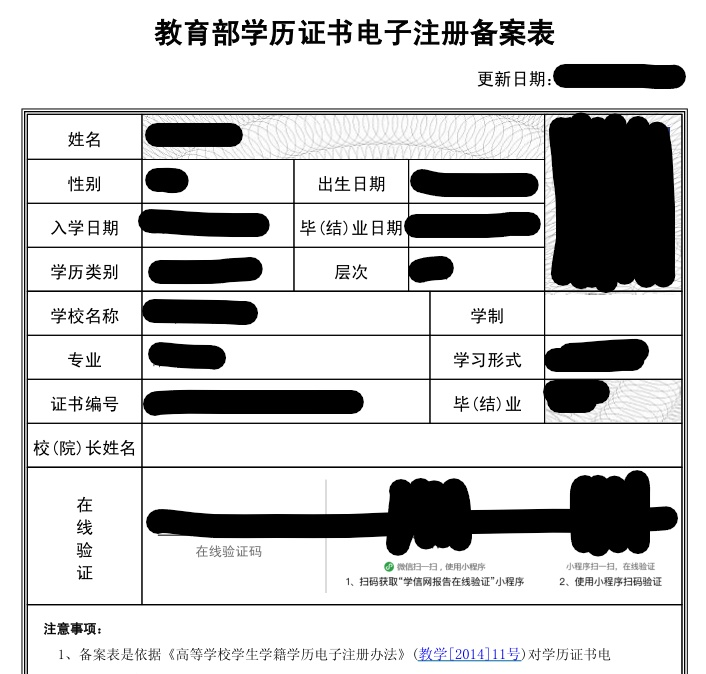 教育部学历证书电子注册备案表
更新日期:
姓名
性别 出生日期
入学日期 毕(结)业日期
学历类别 层次
学校名称 学制
专业 学习形式
证书编号 毕(结)业
校(院)长姓名
在线验证
在线验证码
微信扫一扫，使用小程序 小程序扫一扫，在线验证
1、扫码获取“学信网报告在线验证”小程序 2、使用小程序扫码验证
注意事项:
1、备案表是依据《高等学校学生学籍学历电子注册办法》(教学[2014]11号)对学历证书电